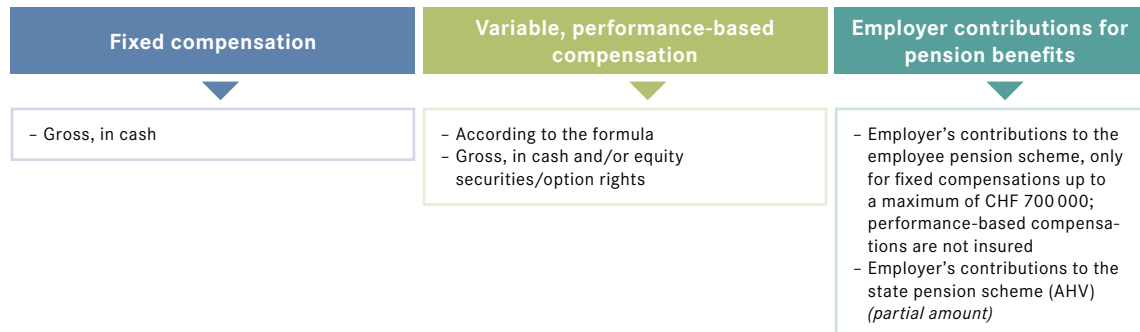 Fixed compensation
Variable, performance-based
compensation
Employer contributions for
pension benefits
– Gross, in cash
– According to the formula
– Gross, in cash and/or equity
securities/option rights
– Employer’s contributions to the
employee pension scheme, only
for fixed compensations up to
a maximum of CHF 700 000;
performance-based compensa-
tions are not insured
– Employer’s contributions to the
state pension scheme (AHV)
(partial amount)